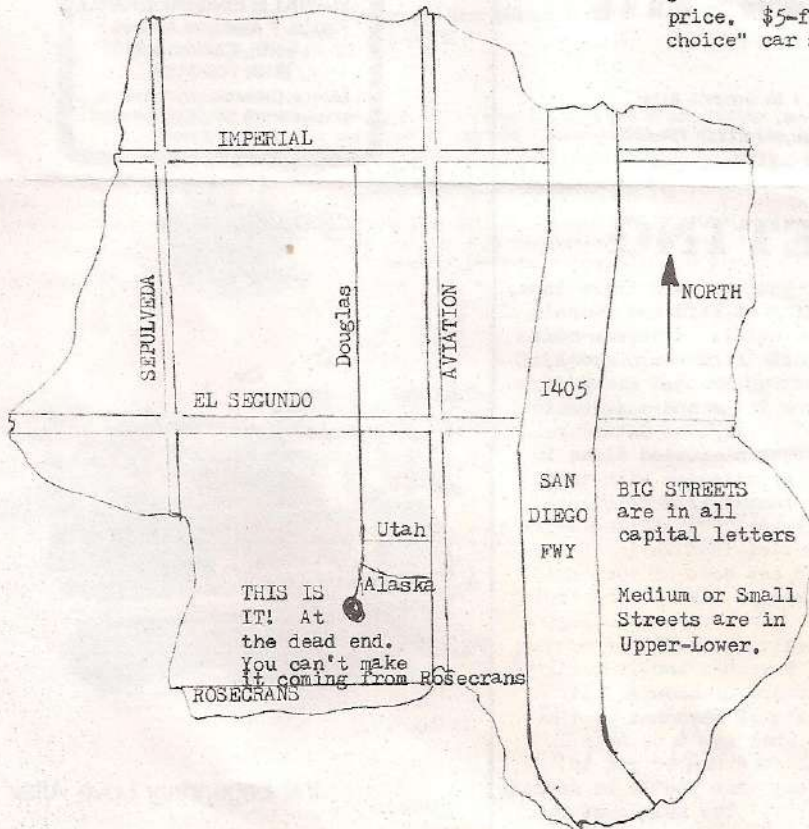 price. $5-f
choice" car
IMPERIAL
SEPULVEDA
Douglas
AVIATION
NORTH
I405
EL SEGUNDO
SAN
DIEGO
FWY
BIG STREETS
are in all
capital letters
Utah
Alaska
Medium or Small
Streets are in
Upper-Lower.
THIS IS
IT! At
the dead end.
You can't make
it coming from Rosecrans
ROSECRANS